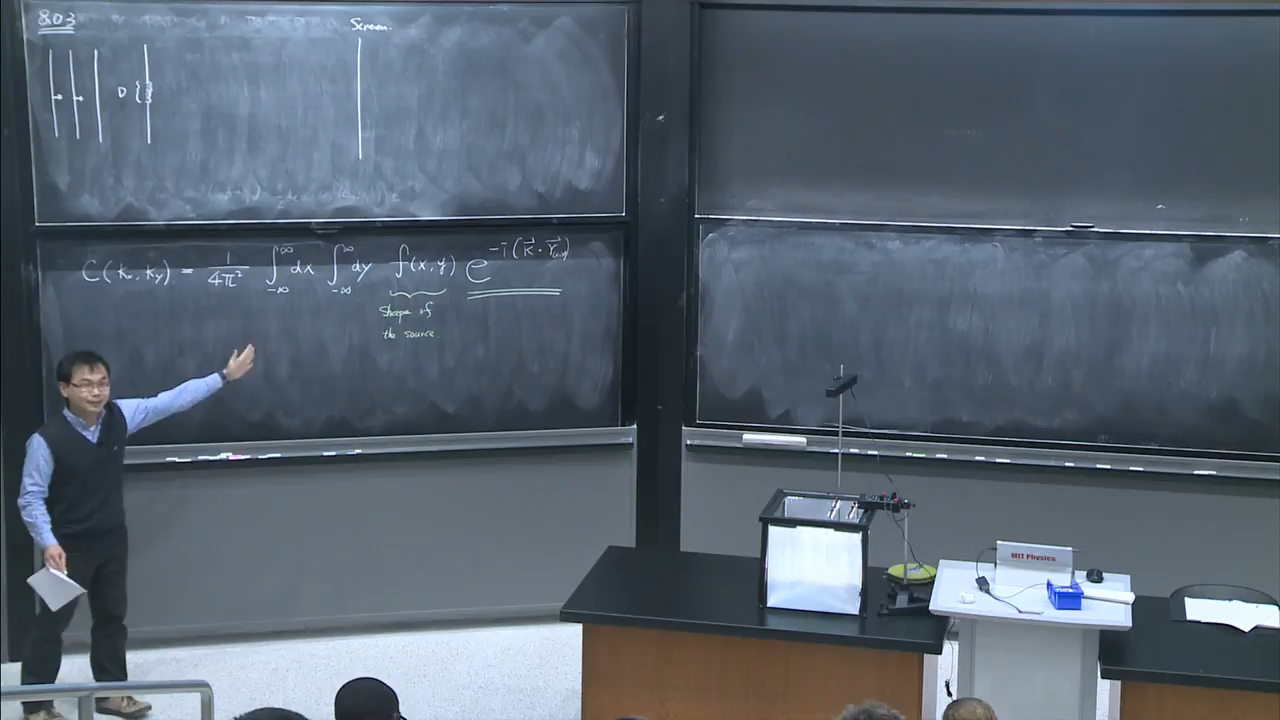 8.03
Screen.
D {
C(kx, ky) = 1/4π² ∫_{-∞}^{∞} dx ∫_{-∞}^{∞} dy f(x,y) e^{-i(k⃗·r⃗(x,y))}
Shape of
the source.
MIT Physics